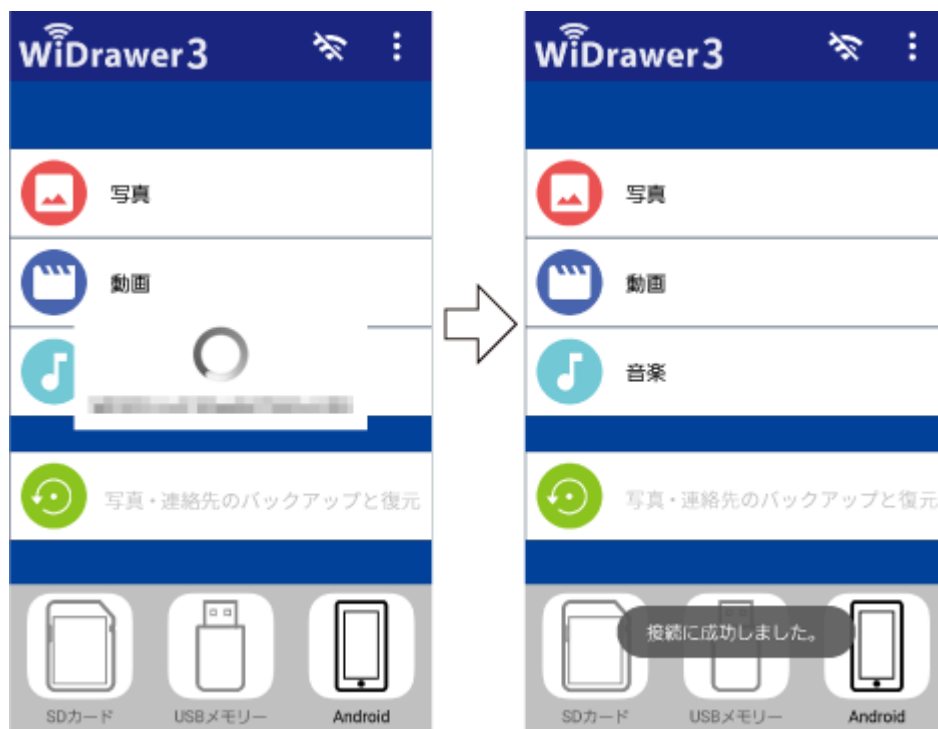 WiDrawer3
写真
動画
写真・連絡先のバックアップと復元
SDカード
USBメモリー
Android
WiDrawer3
写真
動画
音楽
写真・連絡先のバックアップと復元
接続に成功しました。
SDカード
USBメモリー
Android